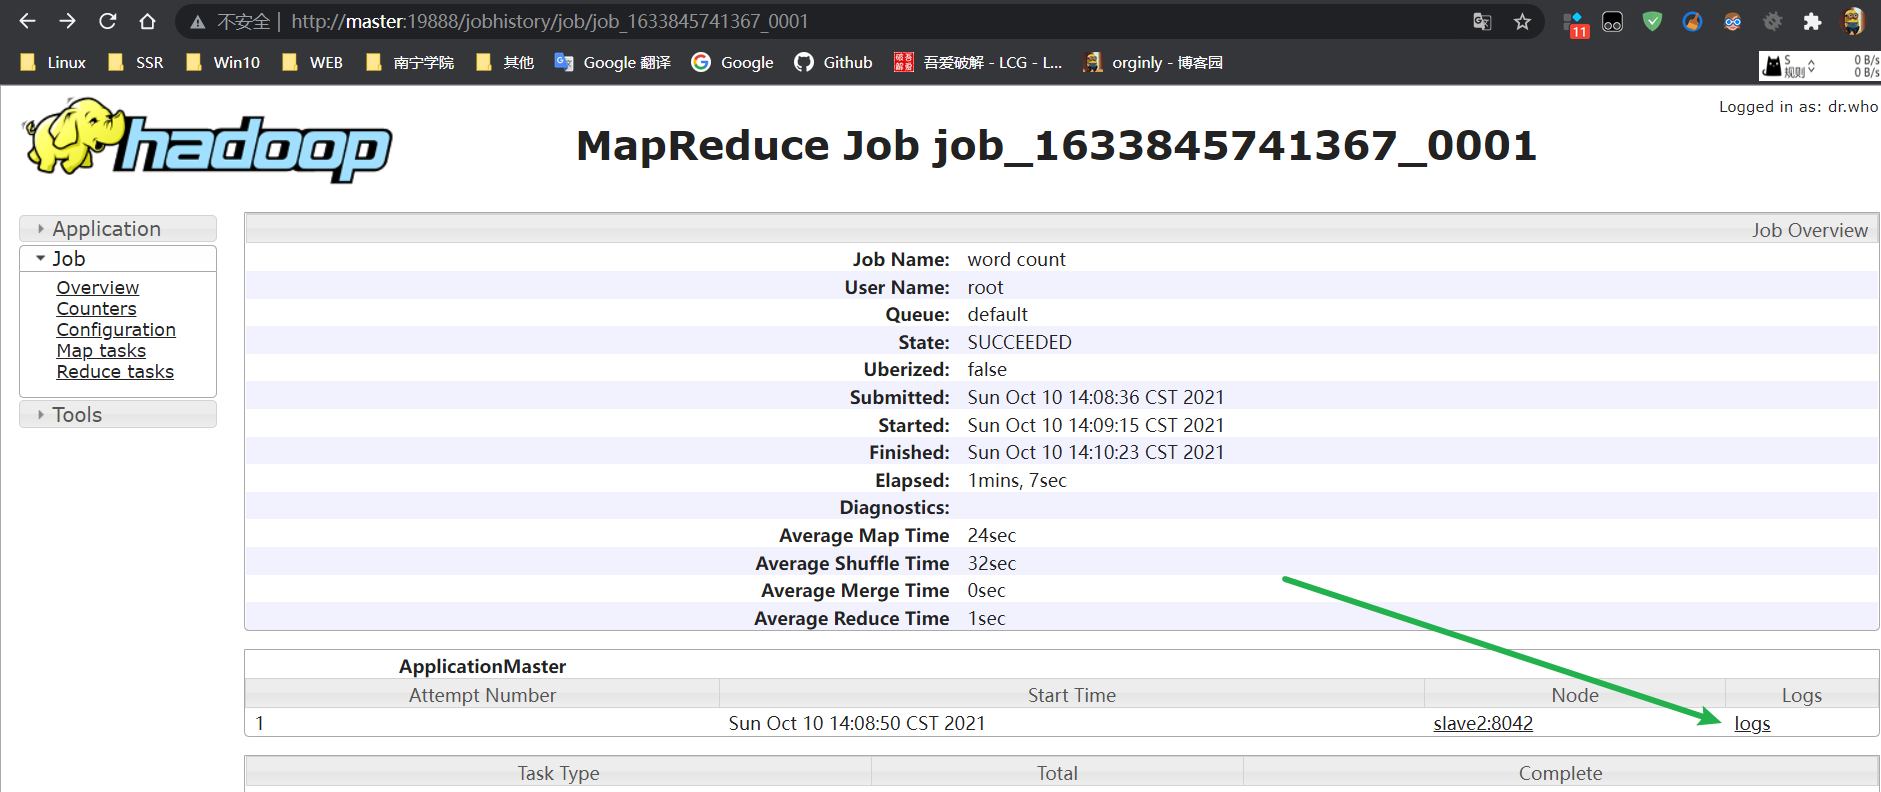 不安全 | http://master:19888/jobhistory/job/job_1633845741367_0001
11
Linux SSR Win10 WEB 南宁学院 其他 Google 翻译 Google Github 吾爱破解 - LCG - L... orginly - 博客园
S 0 B/s
规则 0 B/s
Logged in as: dr.who
hadoop
MapReduce Job job_1633845741367_0001
Application
Job
Overview
Counters
Configuration
Map tasks
Reduce tasks
Tools
Job Overview
Job Name: word count
User Name: root
Queue: default
State: SUCCEEDED
Uberized: false
Submitted: Sun Oct 10 14:08:36 CST 2021
Started: Sun Oct 10 14:09:15 CST 2021
Finished: Sun Oct 10 14:10:23 CST 2021
Elapsed: 1mins, 7sec
Diagnostics:
Average Map Time 24sec
Average Shuffle Time 32sec
Average Merge Time 0sec
Average Reduce Time 1sec
ApplicationMaster
Attempt Number Start Time Node Logs
1 Sun Oct 10 14:08:50 CST 2021 slave2:8042 logs
Task Type Total Complete